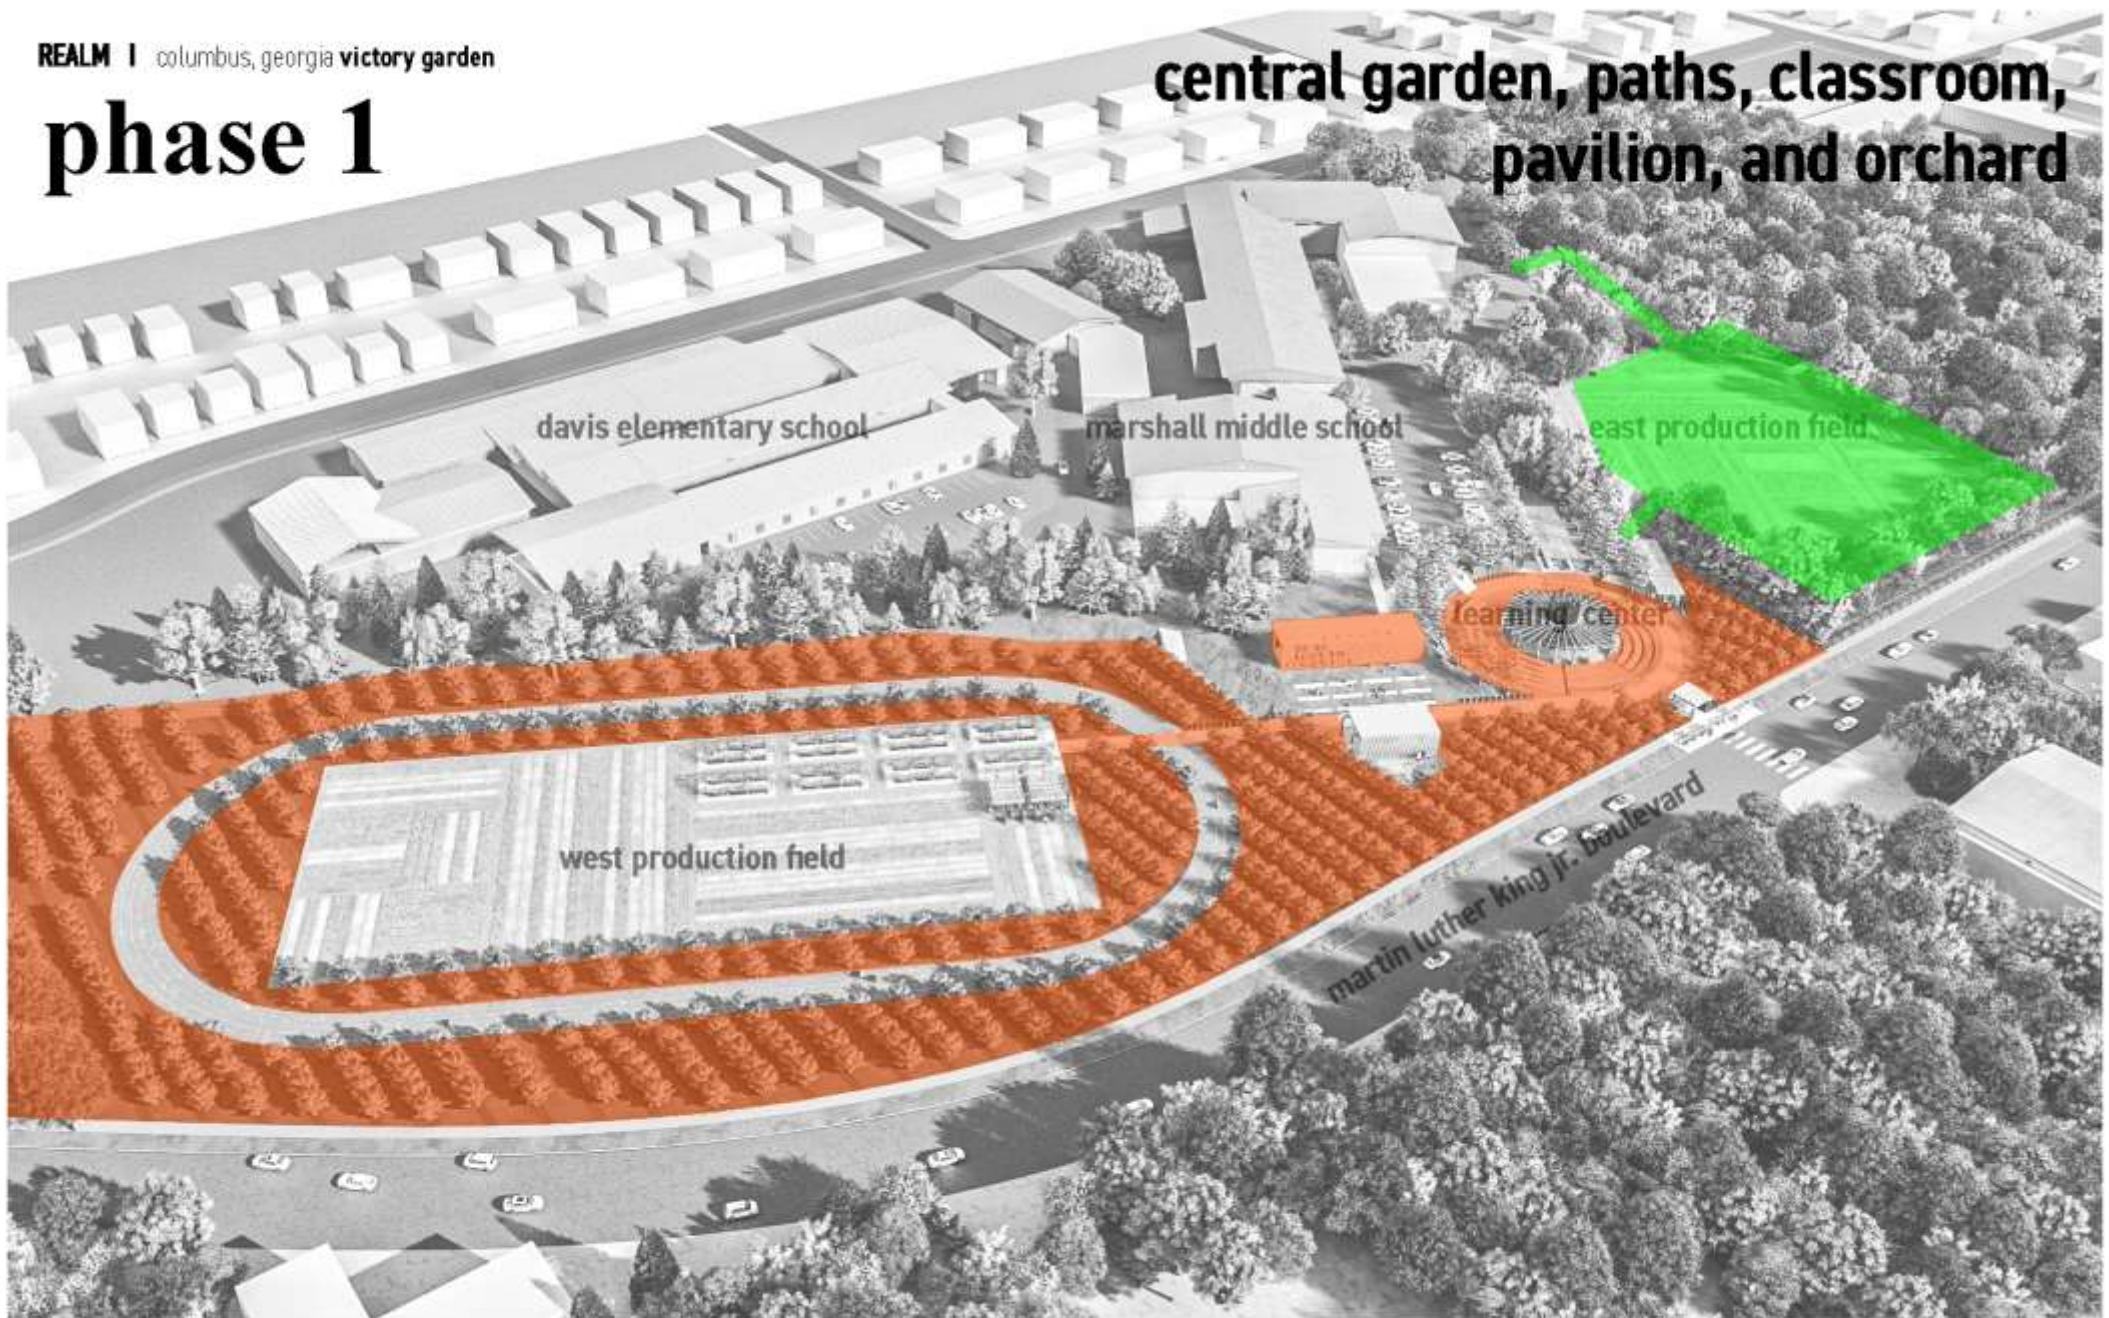 REALM | columbus, georgia victory garden
phase 1
central garden, paths, classroom,
pavilion, and orchard
davis elementary school
marshall middle school
east production field
learning center
west production field
martin luther king jr. boulevard